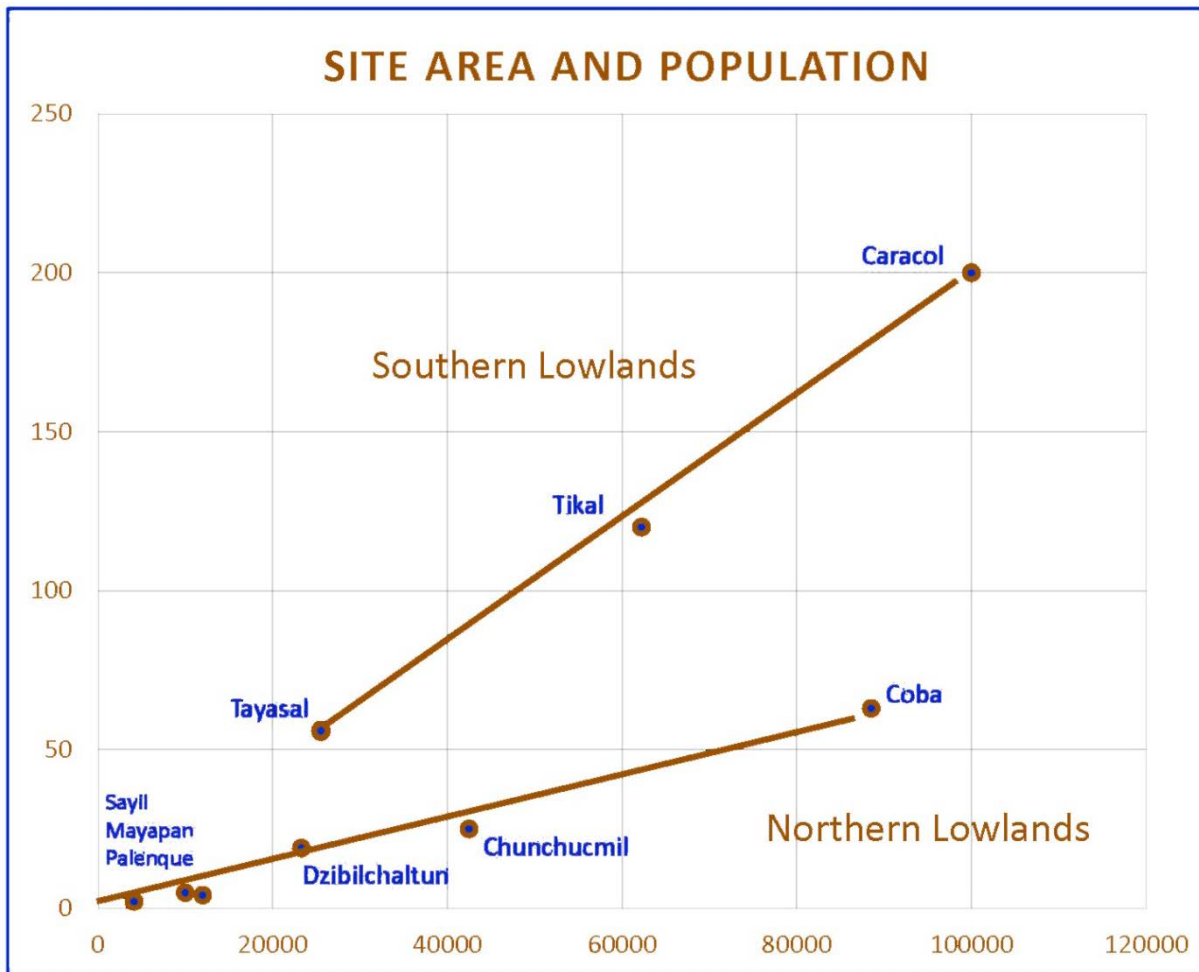 SITE AREA AND POPULATION
250
200
150
100
50
0
Caracol
Southern Lowlands
Tikal
Tayasal
Coba
Sayil
Mayapan
Palenque
Northern Lowlands
Chunchucmil
Dzibilchaltun
0 20000 40000 60000 80000 100000 120000